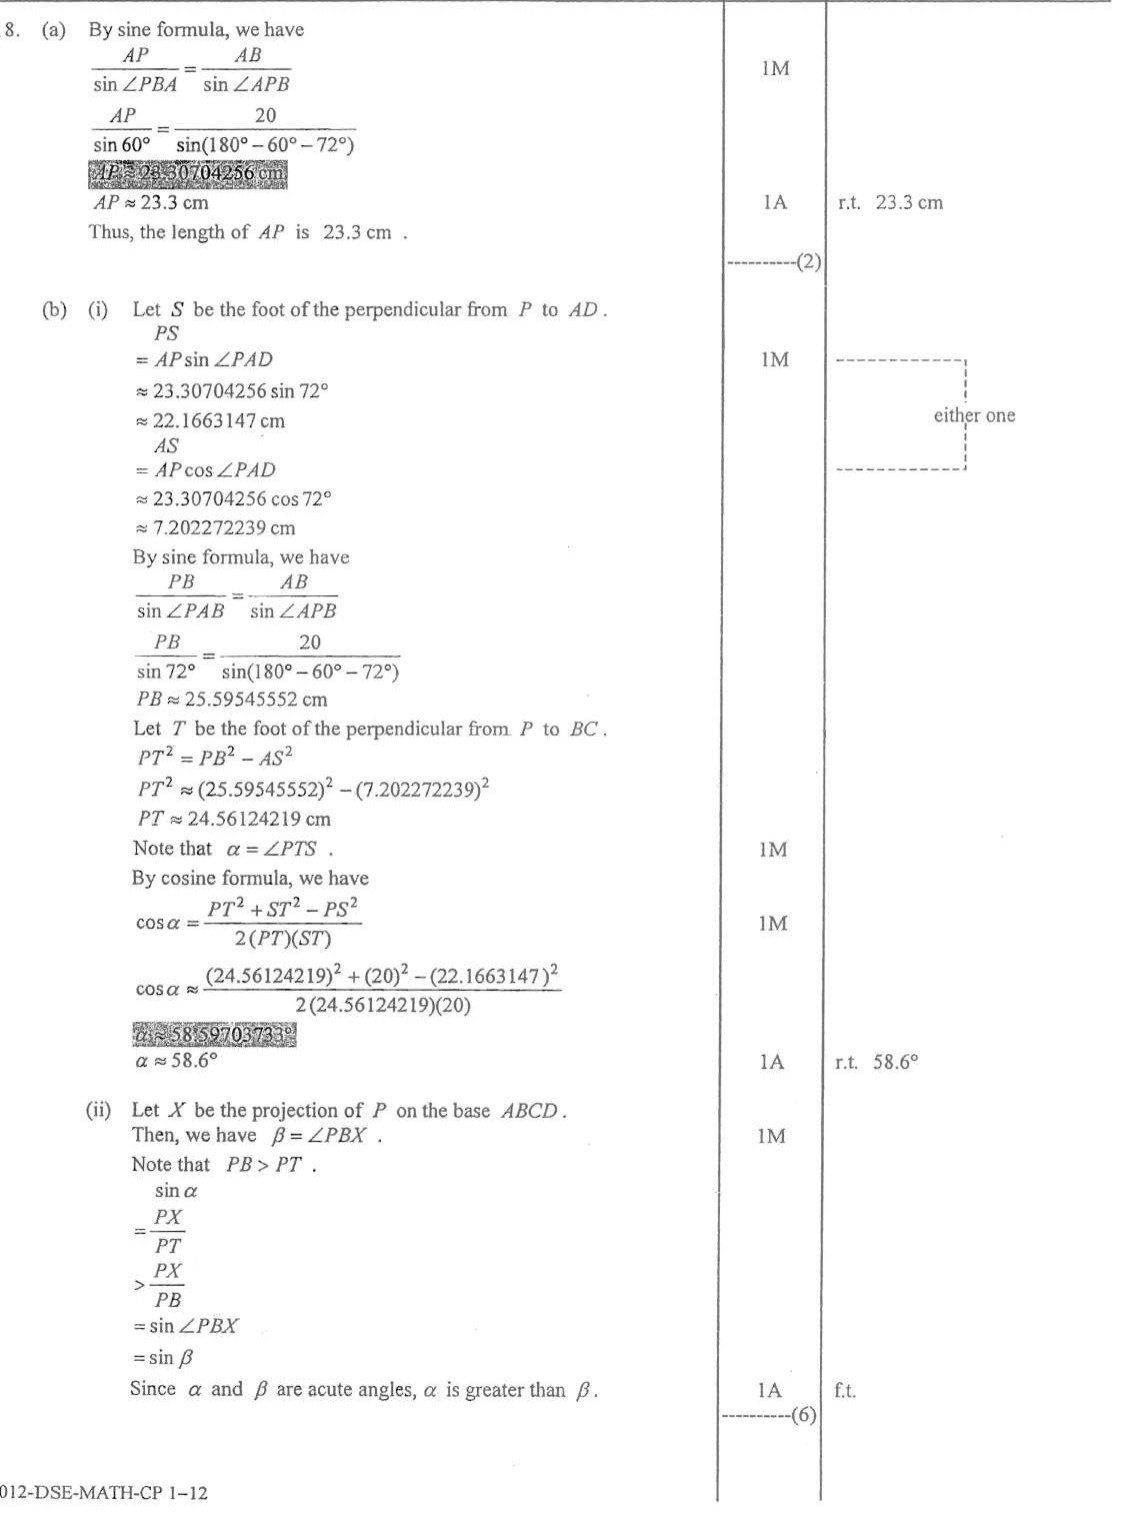 8. (a) By sine formula, we have
AP / sin ∠PBA = AB / sin ∠APB 1M
AP / sin 60° = 20 / sin(180° – 60° – 72°)
AP ≈ 23.30704256 cm
AP ≈ 23.3 cm 1A r.t. 23.3 cm
Thus, the length of AP is 23.3 cm .
----------(2)
(b) (i) Let S be the foot of the perpendicular from P to AD .
PS
= AP sin ∠PAD 1M
≈ 23.30704256 sin 72°
≈ 22.1663147 cm either one
AS
= AP cos ∠PAD
≈ 23.30704256 cos 72°
≈ 7.202272239 cm
By sine formula, we have
PB / sin ∠PAB = AB / sin ∠APB
PB / sin 72° = 20 / sin(180° – 60° – 72°)
PB ≈ 25.59545552 cm
Let T be the foot of the perpendicular from P to BC .
PT² = PB² – AS²
PT² ≈ (25.59545552)² – (7.202272239)²
PT ≈ 24.56124219 cm
Note that α = ∠PTS . 1M
By cosine formula, we have
cos α = PT² + ST² – PS² / 2(PT)(ST) 1M
cos α ≈ (24.56124219)² + (20)² – (22.1663147)² / 2(24.56124219)(20)
α ≈ 58.59703733°
α ≈ 58.6° 1A r.t. 58.6°
(ii) Let X be the projection of P on the base ABCD .
Then, we have β = ∠PBX . 1M
Note that PB > PT .
sin α
= PX / PT
> PX / PB
= sin ∠PBX
= sin β
Since α and β are acute angles, α is greater than β . 1A f.t.
----------(6)
012-DSE-MATH-CP 1–12